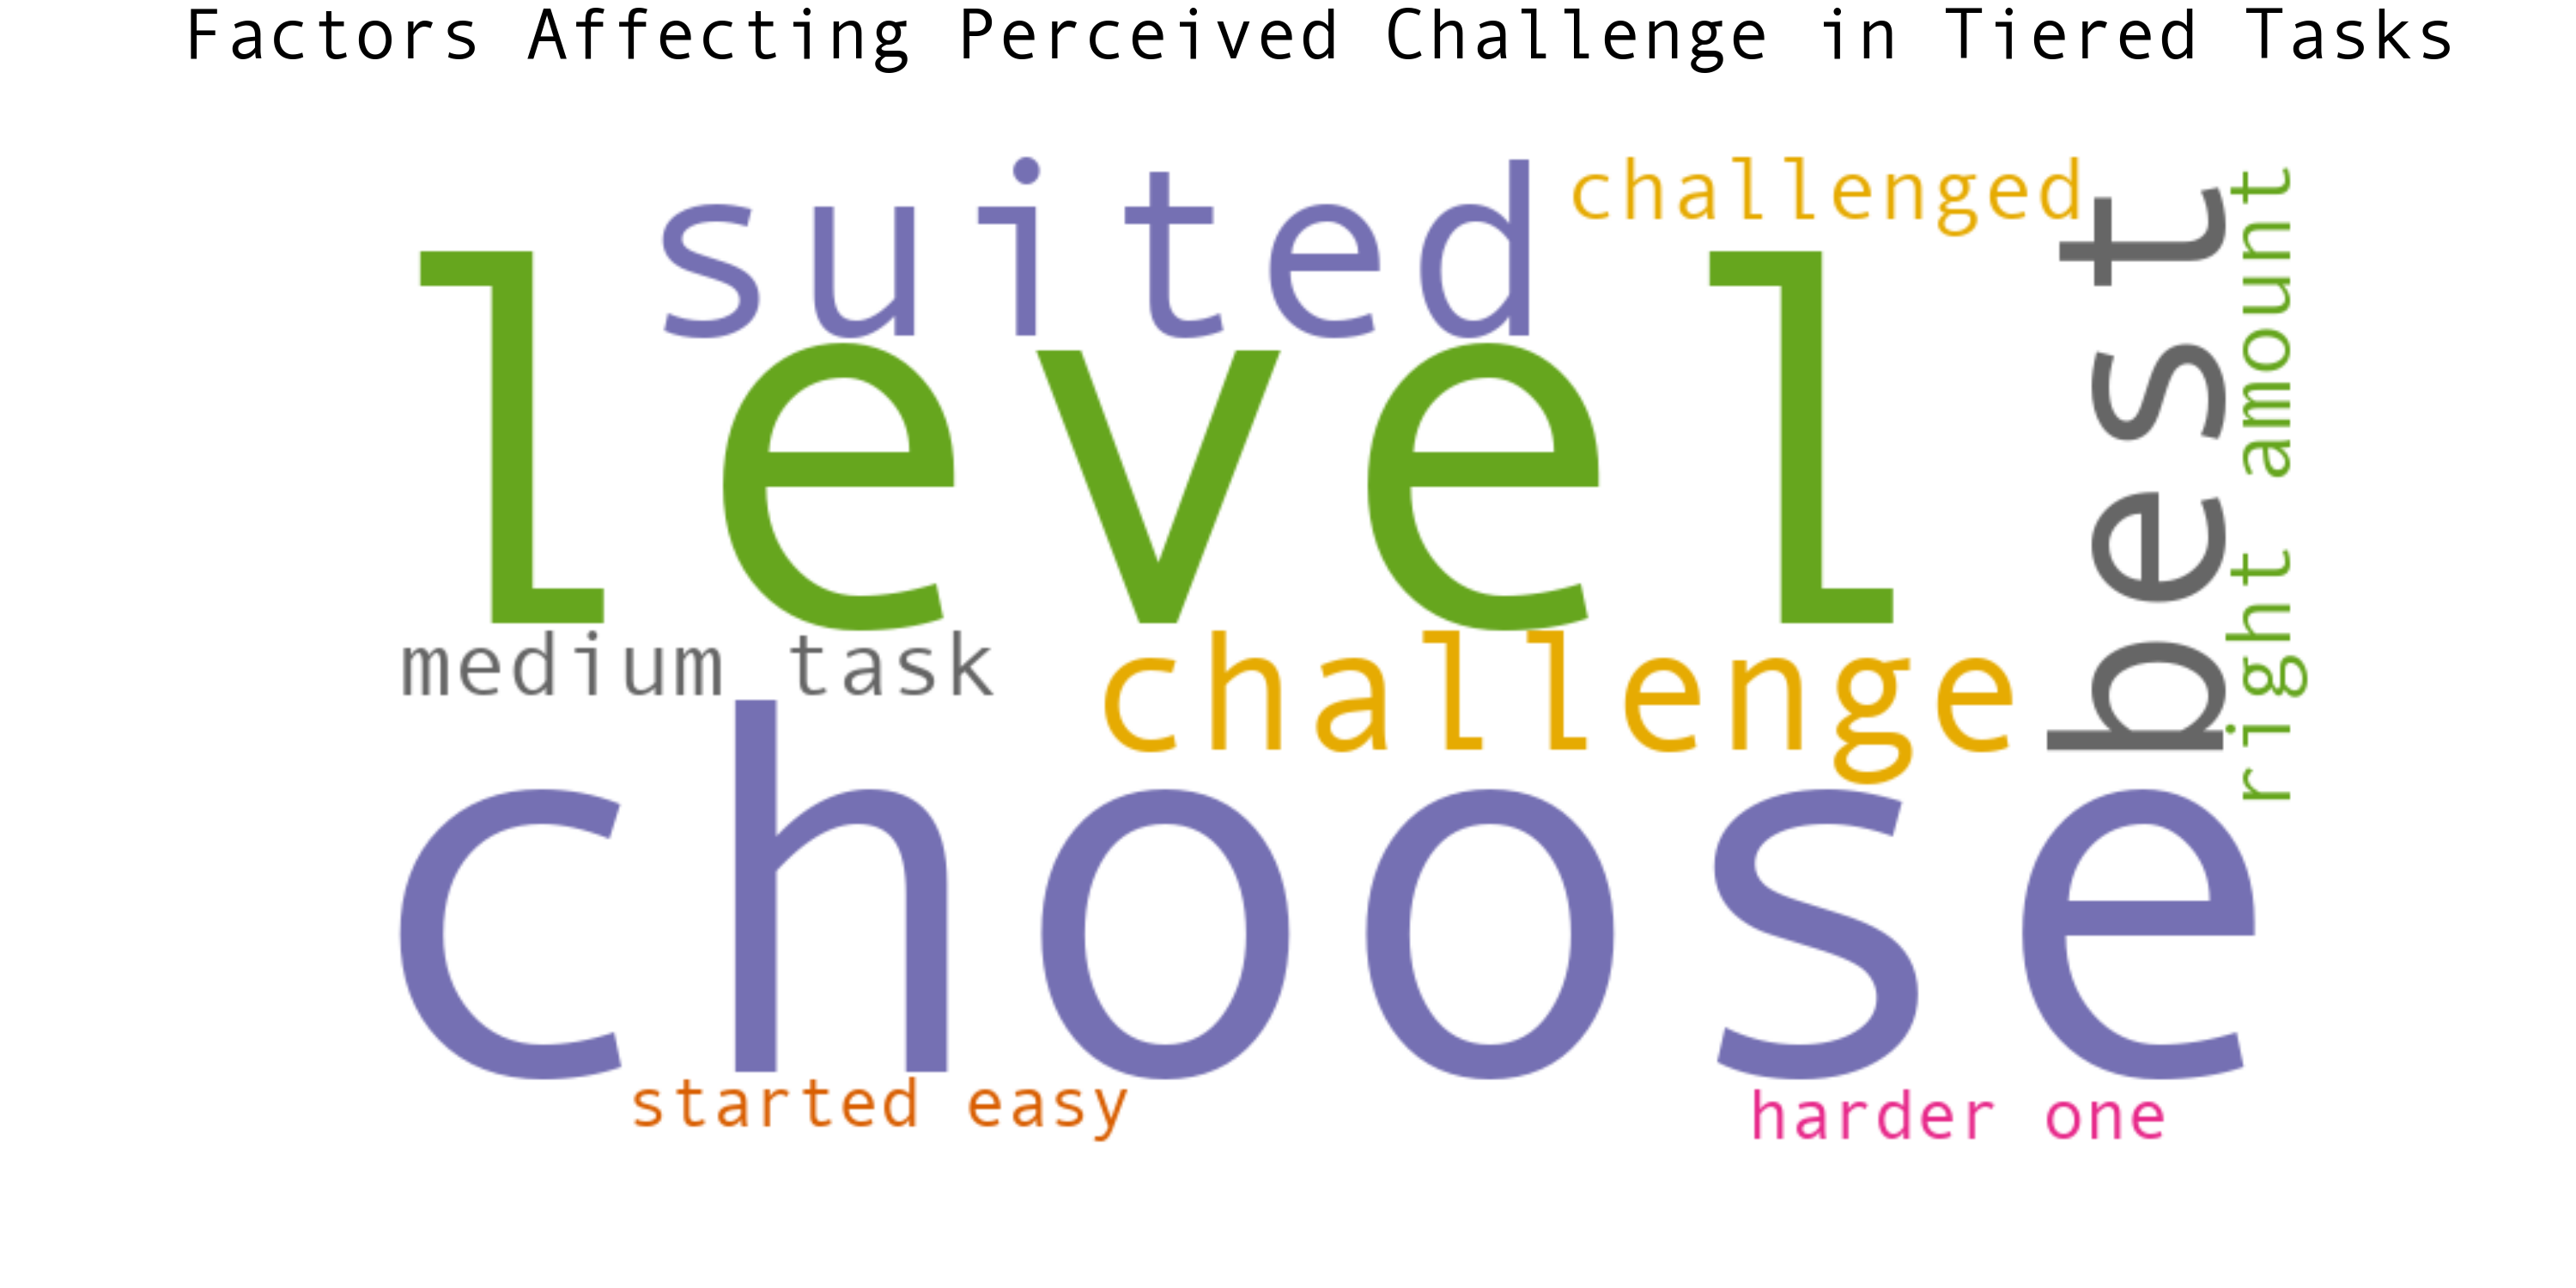 Factors Affecting Perceived Challenge in Tiered Tasks
suited
challenged
level
best
right amount
medium task
challenge
choose
started easy
harder one